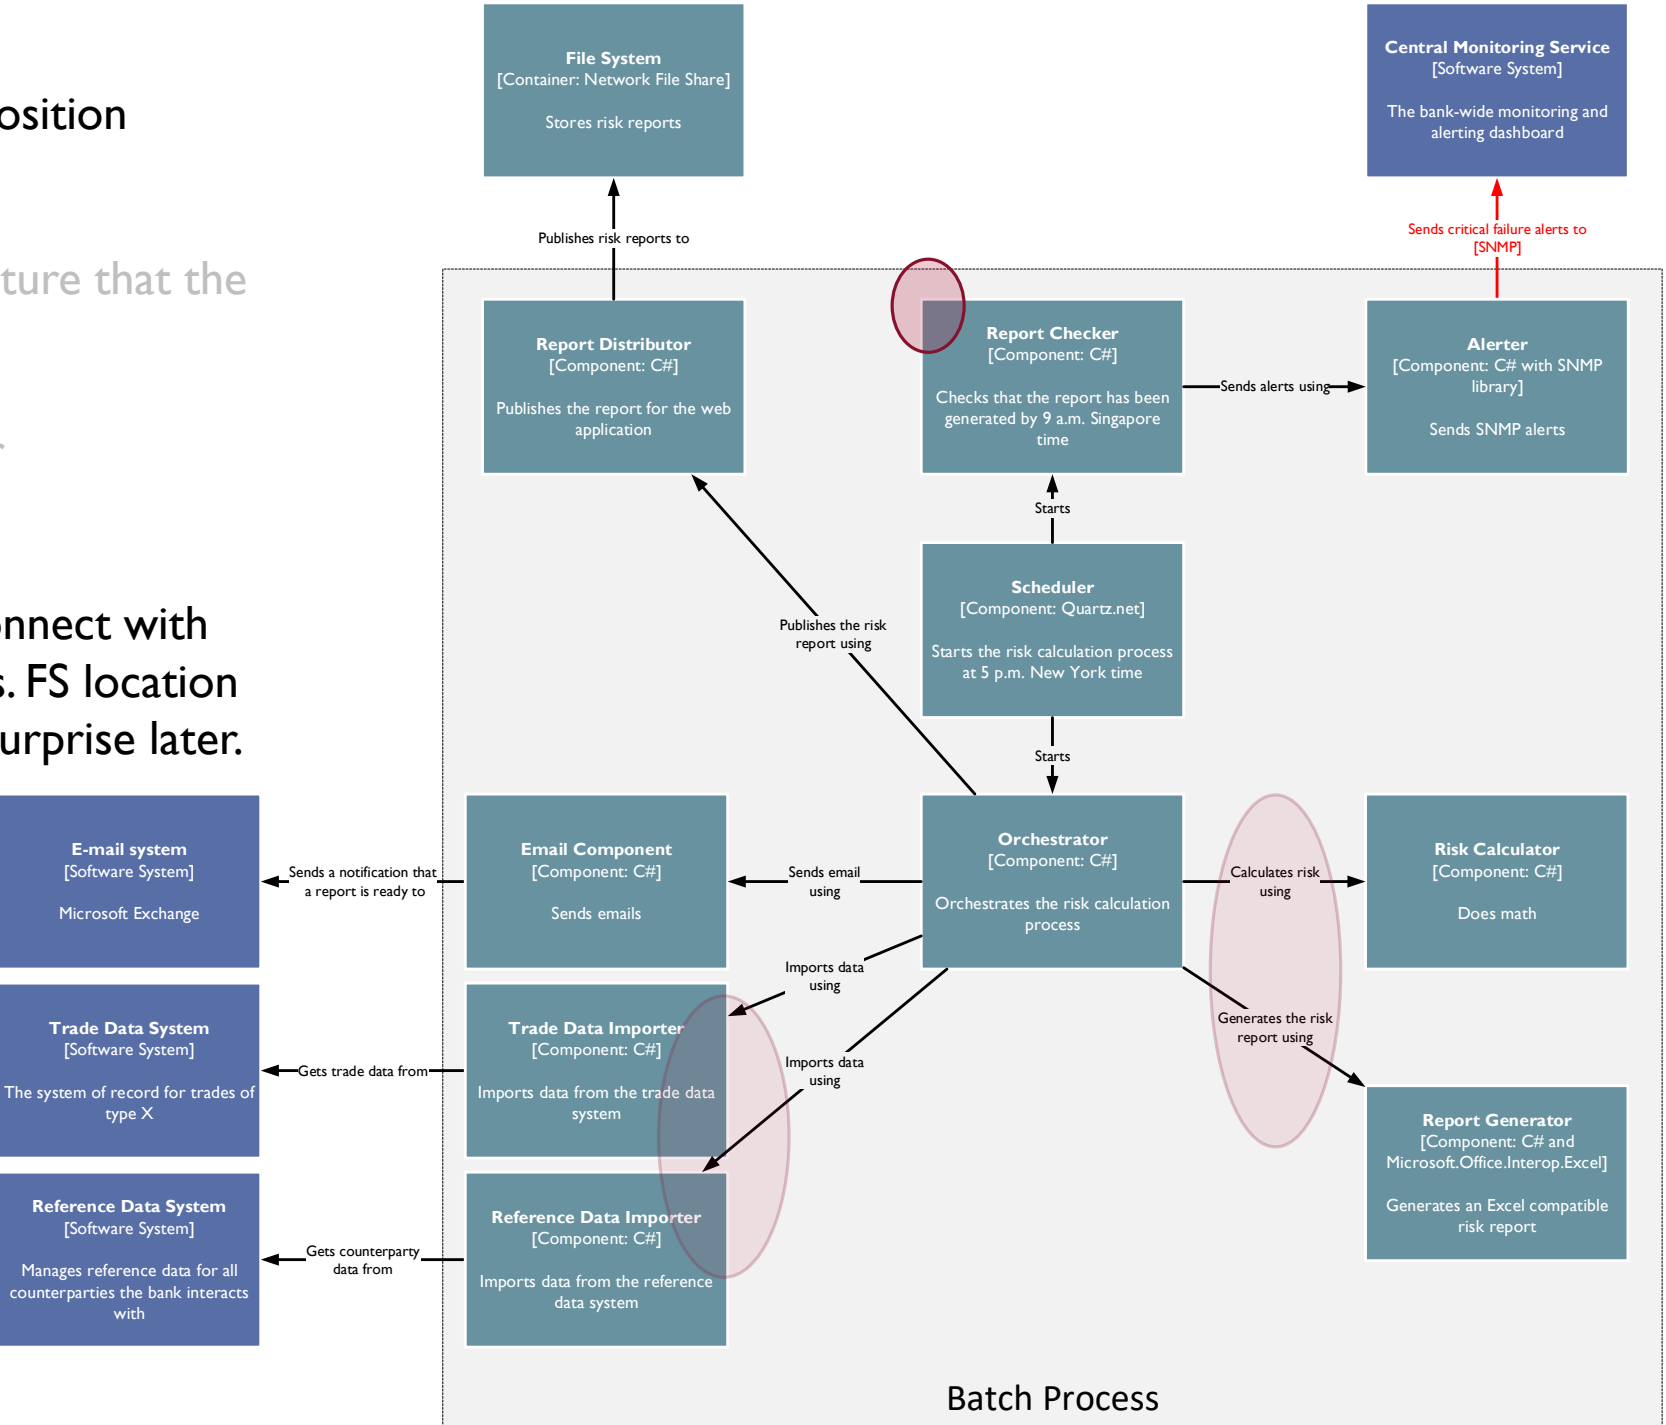 osition
ture that the
onnect with
s. FS location
urprise later.
File System
[Container: Network File Share]
Stores risk reports
Central Monitoring Service
[Software System]
The bank-wide monitoring and
alerting dashboard
Publishes risk reports to
Sends critical failure alerts to
[SNMP]
Report Distributor
[Component: C#]
Publishes the report for the web
application
Report Checker
[Component: C#]
Checks that the report has been
generated by 9 a.m. Singapore
time
Sends alerts using
Alerter
[Component: C# with SNMP
library]
Sends SNMP alerts
Starts
Scheduler
[Component: Quartz.net]
Starts the risk calculation process
at 5 p.m. New York time
Publishes the risk
report using
Starts
E-mail system
[Software System]
Microsoft Exchange
Sends a notification that
a report is ready to
Email Component
[Component: C#]
Sends emails
Sends email
using
Orchestrator
[Component: C#]
Orchestrates the risk calculation
process
Calculates risk
using
Risk Calculator
[Component: C#]
Does math
Imports data
using
Trade Data System
[Software System]
The system of record for trades of
type X
Gets trade data from
Trade Data Importer
[Component: C#]
Imports data from the trade data
system
Imports data
using
Generates the risk
report using
Report Generator
[Component: C# and
Microsoft.Office.Interop.Excel]
Generates an Excel compatible
risk report
Reference Data System
[Software System]
Manages reference data for all
counterparties the bank interacts
with
Gets counterparty
data from
Reference Data Importer
[Component: C#]
Imports data from the reference
data system
Batch Process